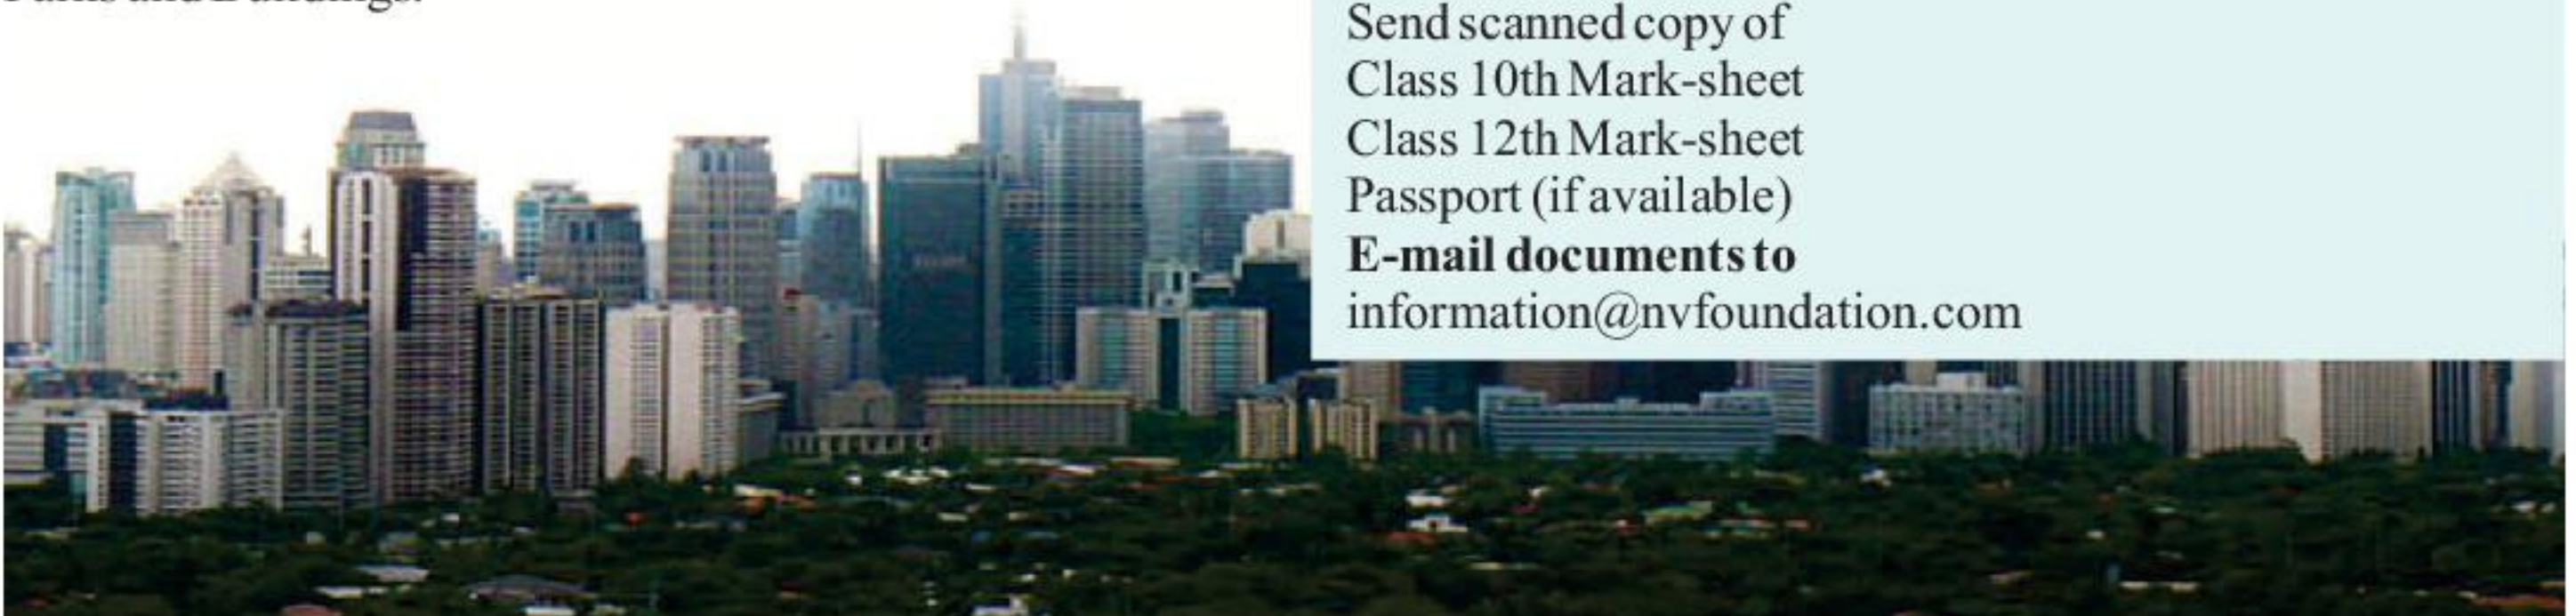 Send scanned copy of
Class 10th Mark-sheet
Class 12th Mark-sheet
Passport (if available)
E-mail documents to
information@nvfoundation.com